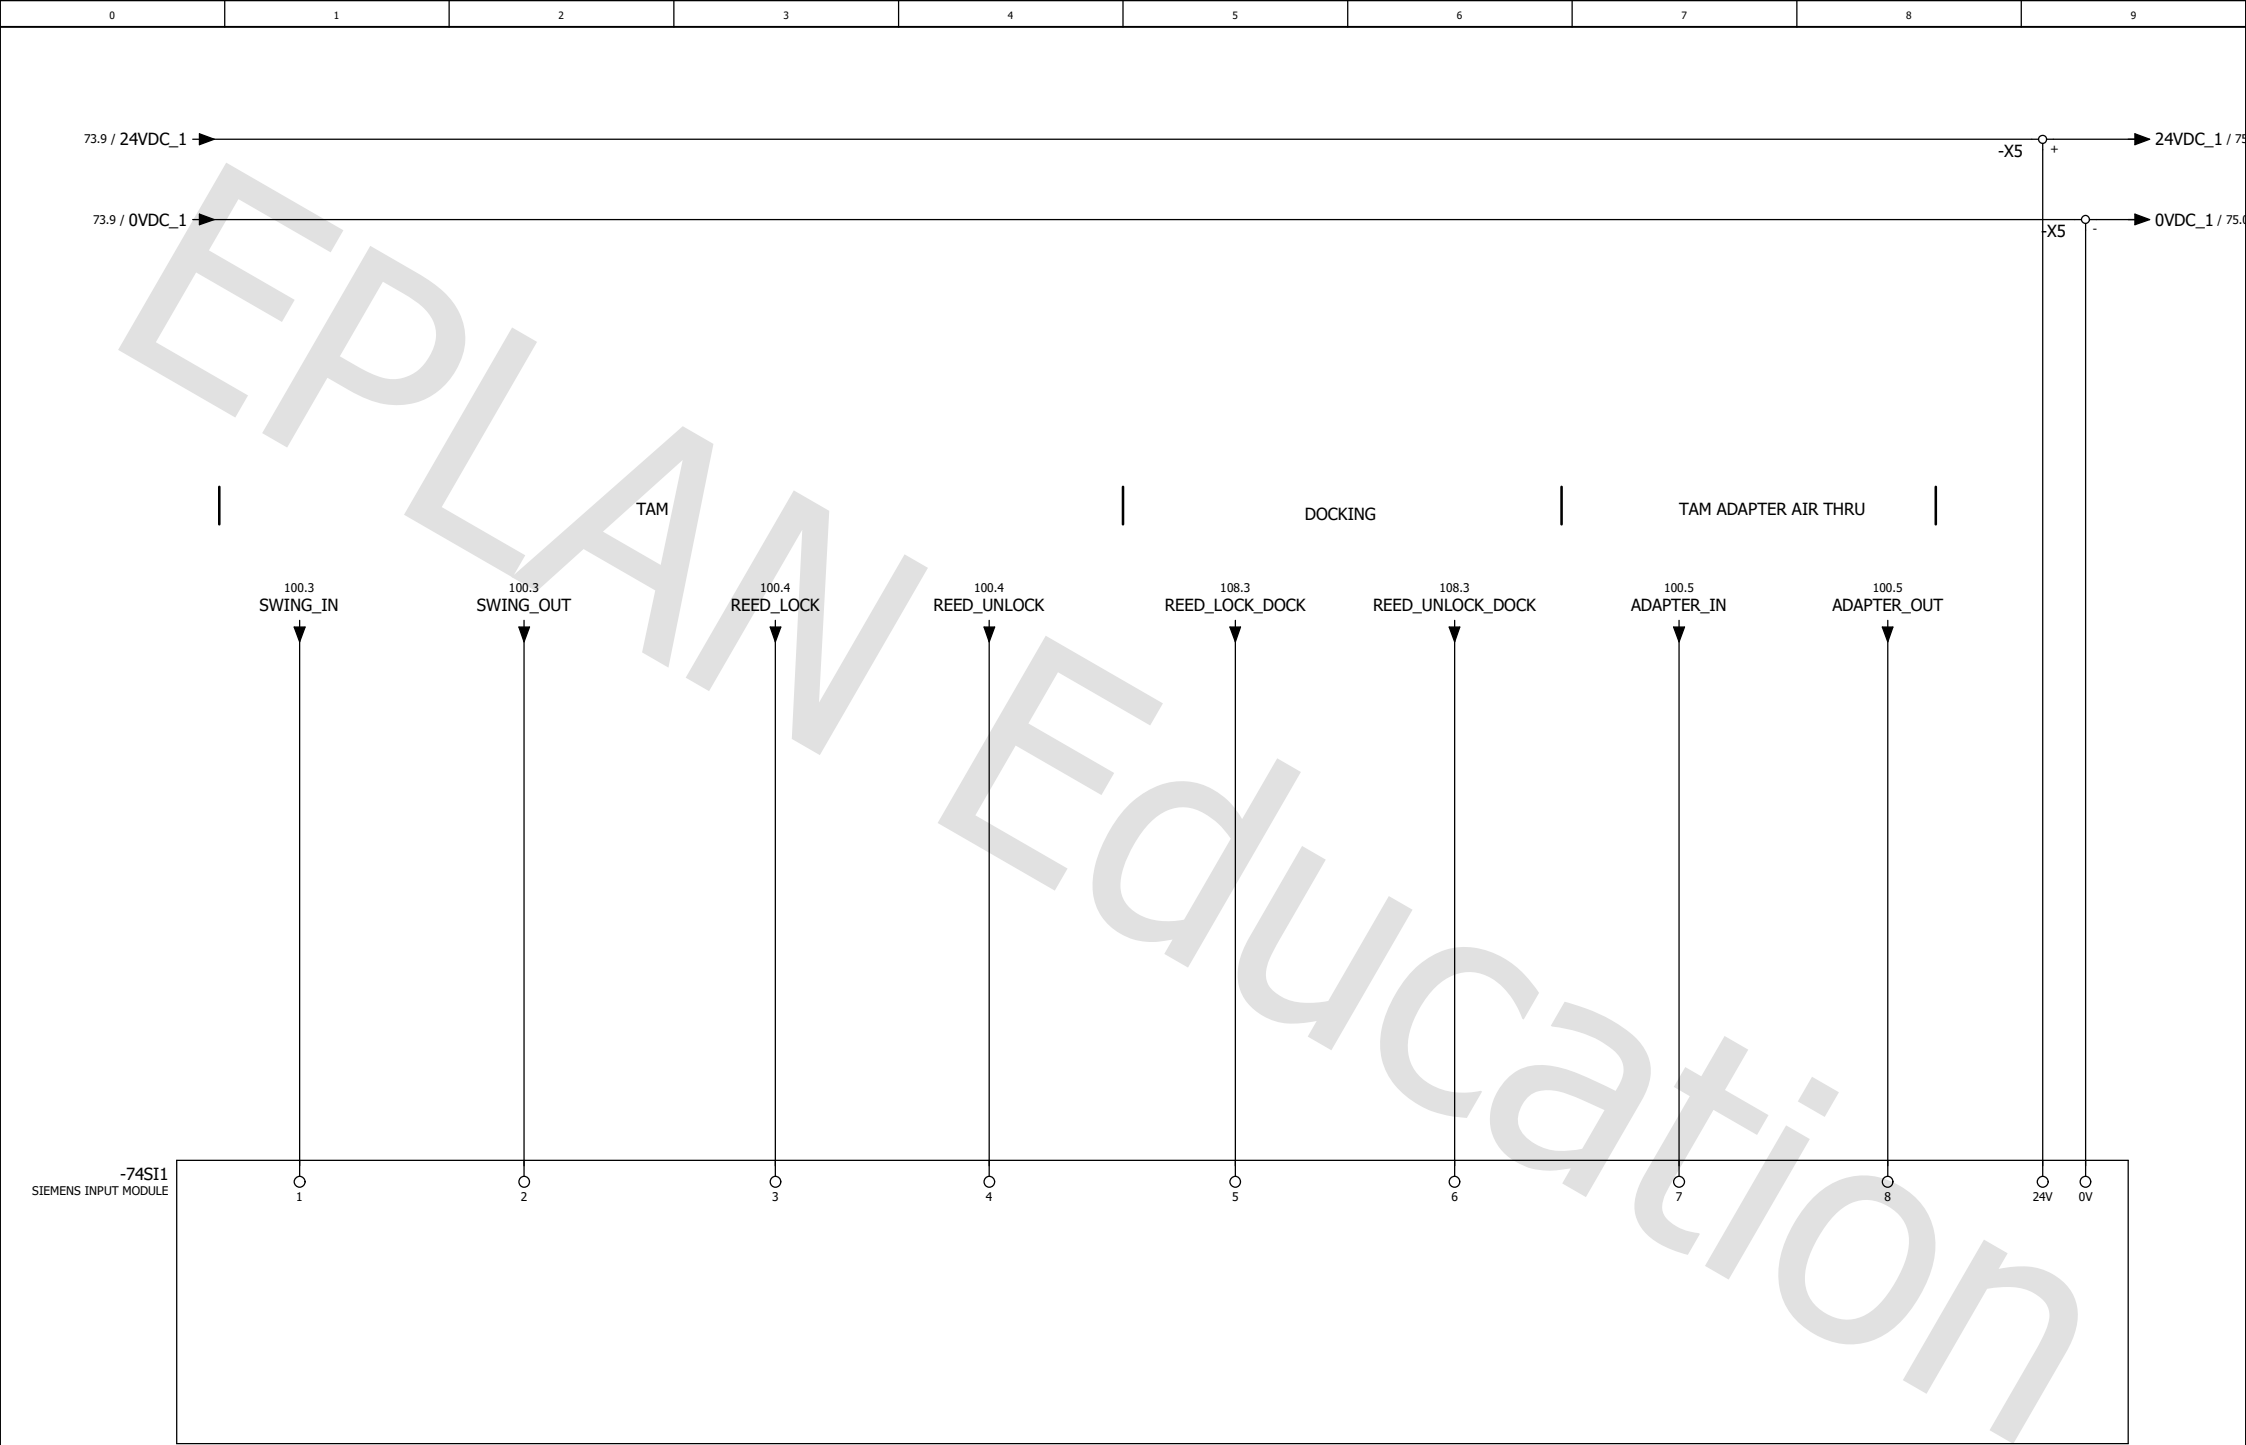 0 1 2 3 4 5 6 7 8 9
73.9 / 24VDC_1
-X5 +
24VDC_1 / 75
73.9 / 0VDC_1
-X5 -
0VDC_1 / 75.0
EPLAN Education
TAM
DOCKING
TAM ADAPTER AIR THRU
100.3 100.3 100.4 100.4 108.3 108.3 100.5 100.5
SWING_IN SWING_OUT REED_LOCK REED_UNLOCK REED_LOCK_DOCK REED_UNLOCK_DOCK ADAPTER_IN ADAPTER_OUT
-74SI1
SIEMENS INPUT MODULE
1 2 3 4 5 6 7 8 24V 0V